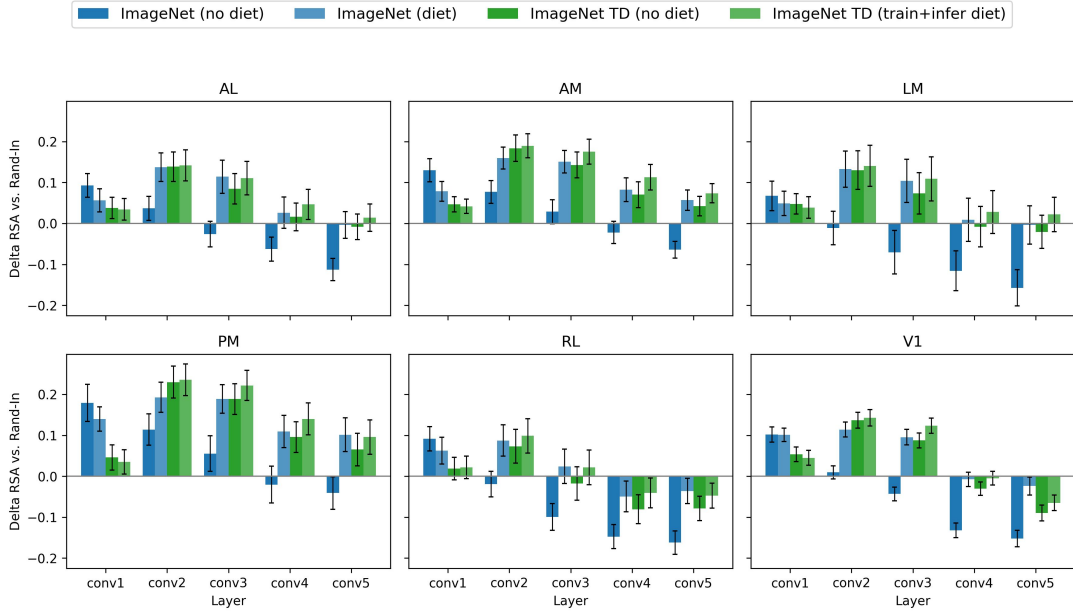 ImageNet (no diet) ImageNet (diet) ImageNet TD (no diet) ImageNet TD (train+infer diet)
AL AM LM
Delta RSA vs. Rand-In
0.2
0.1
0.0
−0.1
−0.2
PM RL V1
Delta RSA vs. Rand-In
0.2
0.1
0.0
−0.1
−0.2
conv1 conv2 conv3 conv4 conv5 conv1 conv2 conv3 conv4 conv5 conv1 conv2 conv3 conv4 conv5
Layer Layer Layer